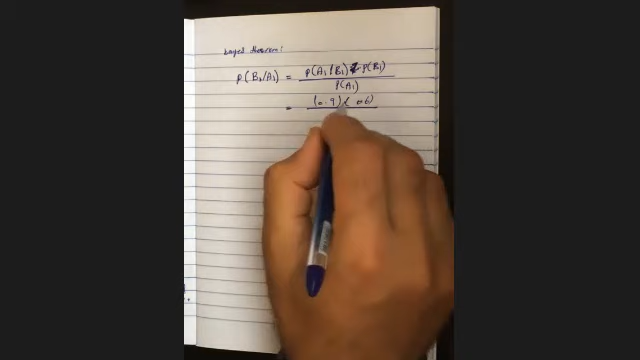 Bayes theorem:
P(B₁/A₁) = P(A₁/B₁) P(B₁)
P(A₁)
= (0.9)( 0.6)